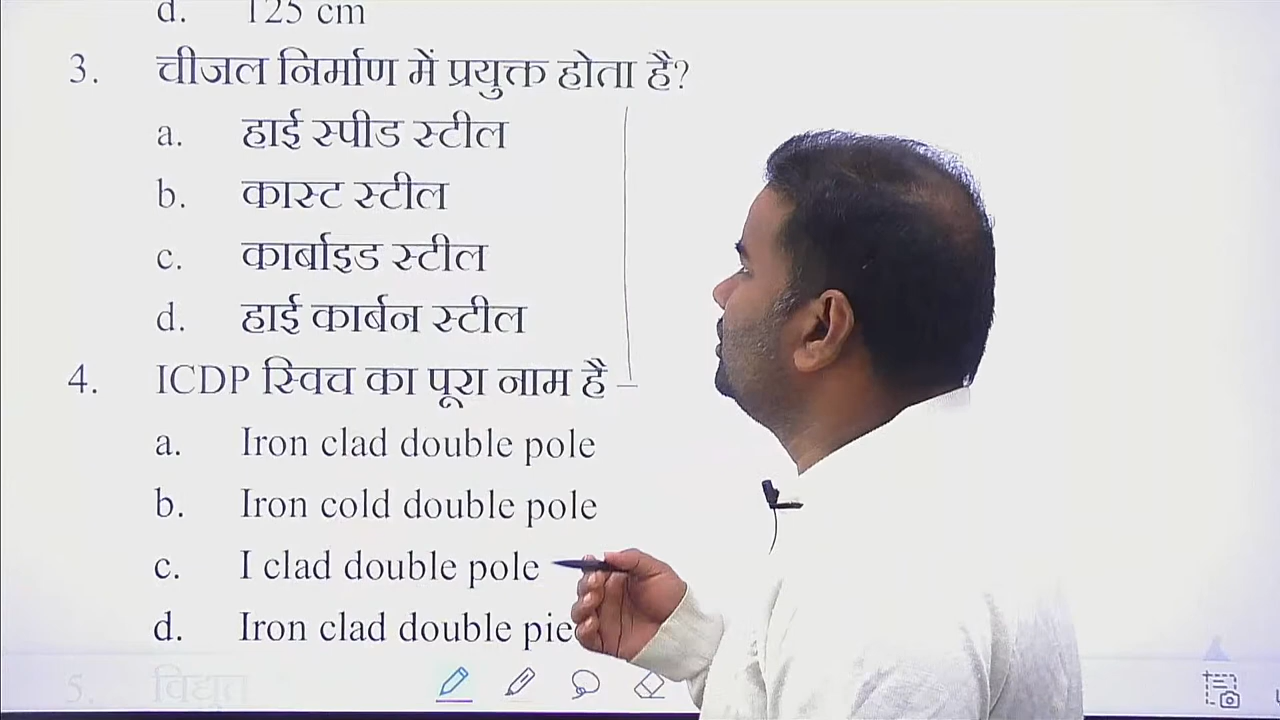 d. 125 cm
3. चीजल निर्माण में प्रयुक्त होता है?
a. हाई स्पीड स्टील
b. कास्ट स्टील
c. कार्बाइड स्टील
d. हाई कार्बन स्टील
4. ICDP स्विच का पूरा नाम है –
a. Iron clad double pole
b. Iron cold double pole
c. I clad double pole
d. Iron clad double pie
5. विद्युत